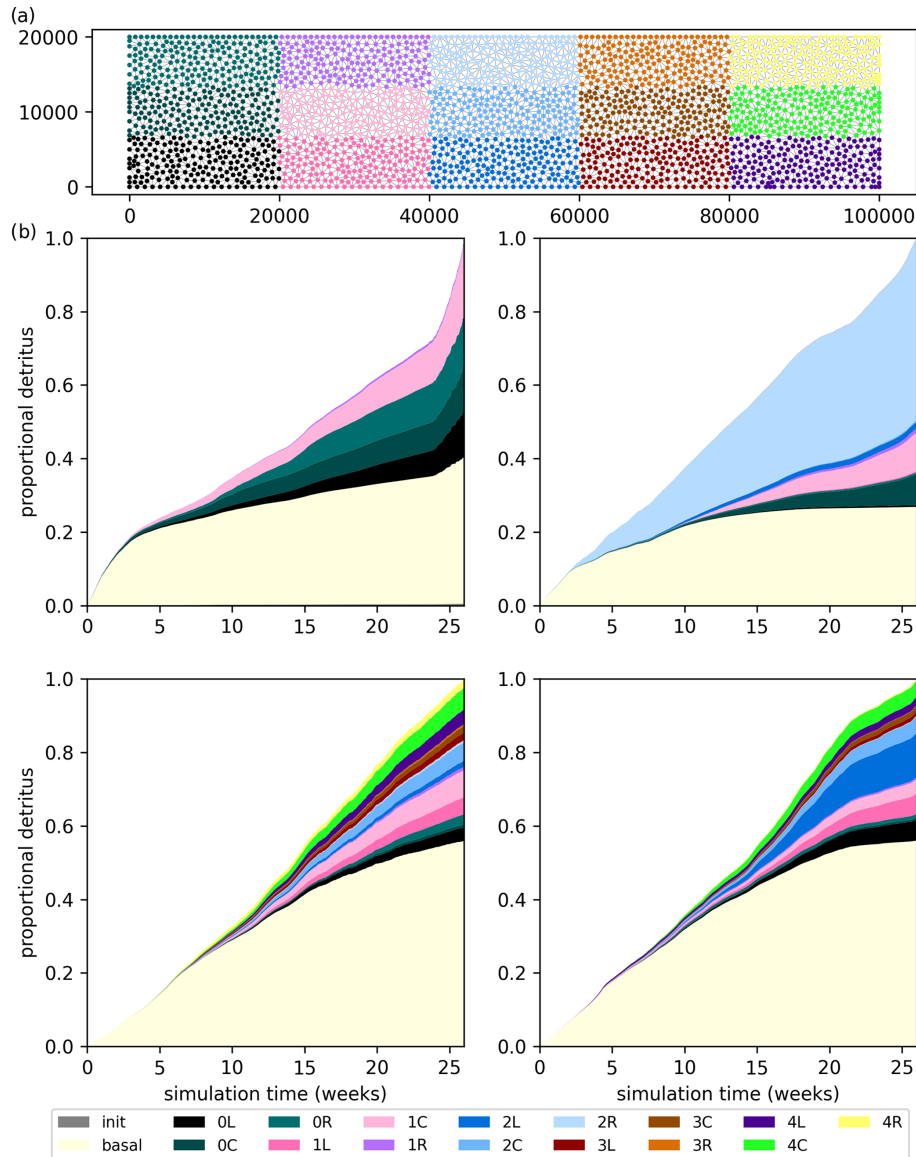 (a)
20000
10000
0
0 20000 40000 60000 80000 100000
(b)
1.0 1.0
0.8 0.8
0.6 0.6
0.4 0.4
0.2 0.2
0.0 0.0
proportional detritus
0 5 10 15 20 25 0 5 10 15 20 25
1.0 1.0
0.8 0.8
0.6 0.6
0.4 0.4
0.2 0.2
0.0 0.0
proportional detritus
0 5 10 15 20 25 0 5 10 15 20 25
simulation time (weeks) simulation time (weeks)
init 0L 0R 1C 2L 2R 3C 4L 4R
basal 0C 1L 1R 2C 3L 3R 4C